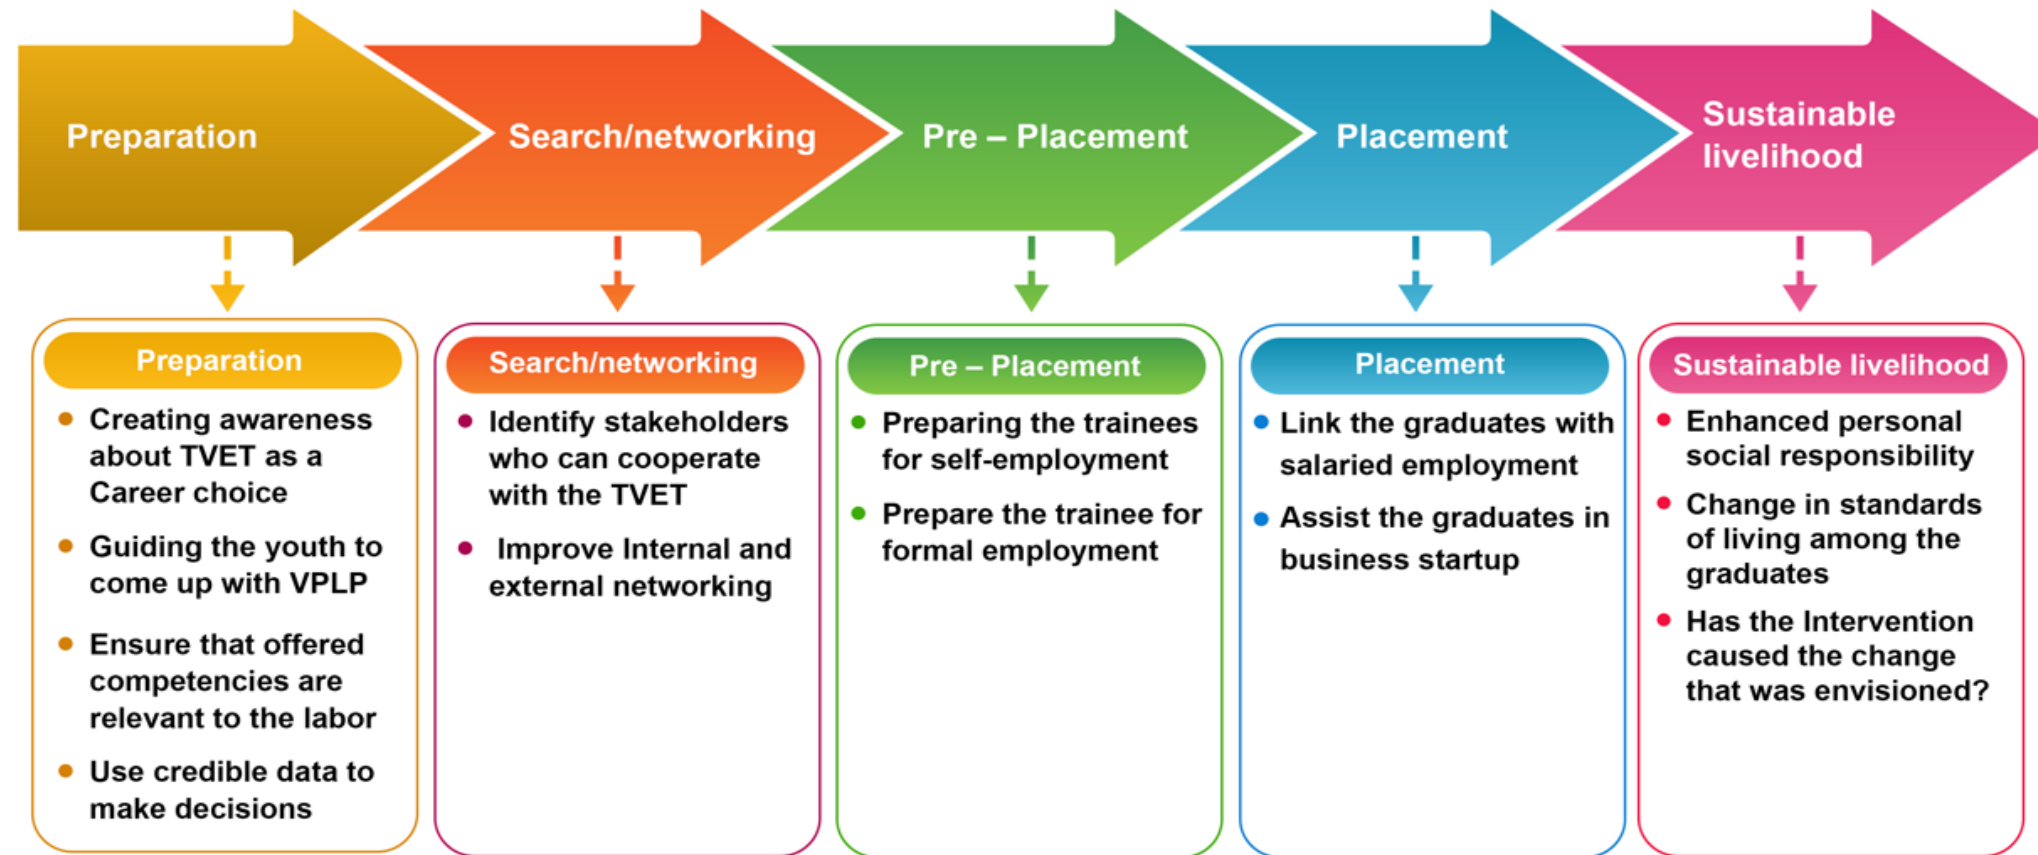 Preparation
Search/networking
Pre – Placement
Placement
Sustainable
livelihood
Preparation
• Creating awareness
about TVET as a
Career choice
• Guiding the youth to
come up with VPLP
• Ensure that offered
competencies are
relevant to the labor
• Use credible data to
make decisions
Search/networking
• Identify stakeholders
who can cooperate
with the TVET
• Improve Internal and
external networking
Pre – Placement
• Preparing the trainees
for self-employment
• Prepare the trainee for
formal employment
Placement
• Link the graduates with
salaried employment
• Assist the graduates in
business startup
Sustainable livelihood
• Enhanced personal
social responsibility
• Change in standards
of living among the
graduates
• Has the Intervention
caused the change
that was envisioned?